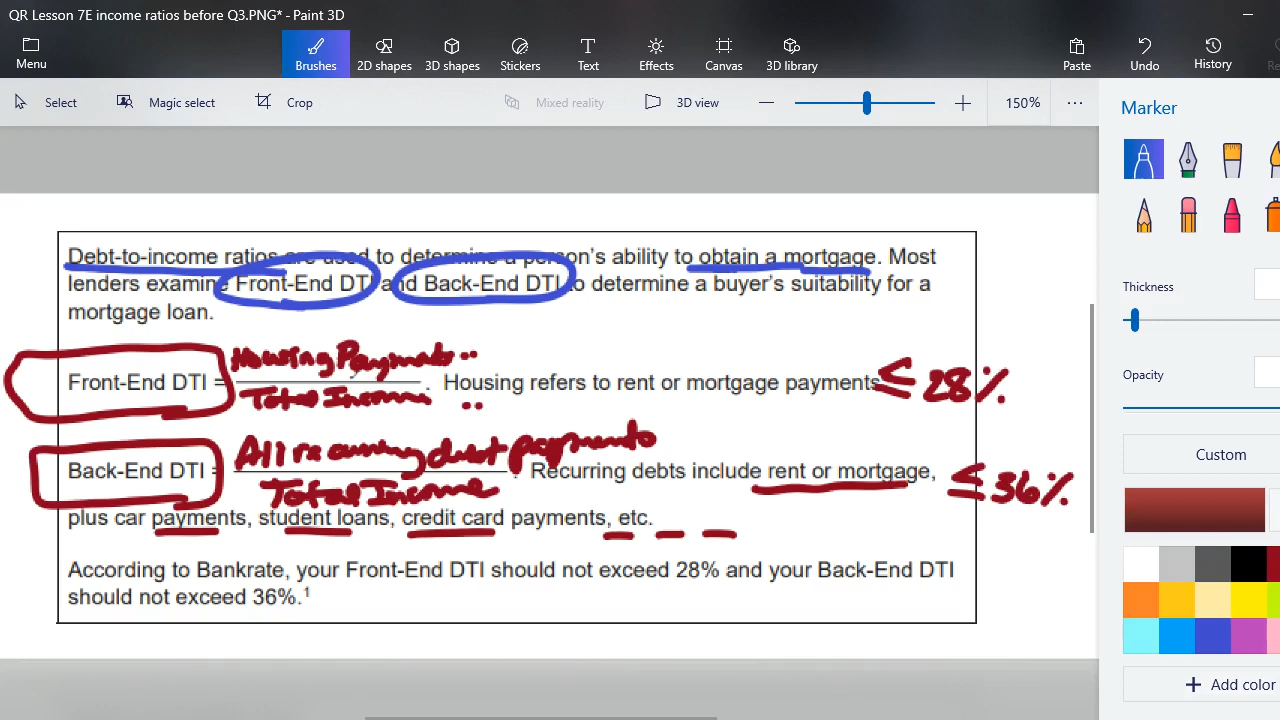 QR Lesson 7E income ratios before Q3.PNG* - Paint 3D
Menu
Brushes
2D shapes
3D shapes
Stickers
Text
Effects
Canvas
3D library
Paste
Undo
History
Re
Select
Magic select
Crop
Mixed reality
3D view
150%
Marker
Thickness
Opacity
Custom
Add color
Debt-to-income ratios are used to determine a person's ability to obtain a mortgage. Most
lenders examine Front-End DTI and Back-End DTI to determine a buyer's suitability for a
mortgage loan.
Housing Payments
Front-End DTI = . Housing refers to rent or mortgage payments ≤ 28%
Total Income
All recurring debt payments
Back-End DTI = . Recurring debts include rent or mortgage, ≤ 36%
Total Income
plus car payments, student loans, credit card payments, etc.
According to Bankrate, your Front-End DTI should not exceed 28% and your Back-End DTI
should not exceed 36%.¹